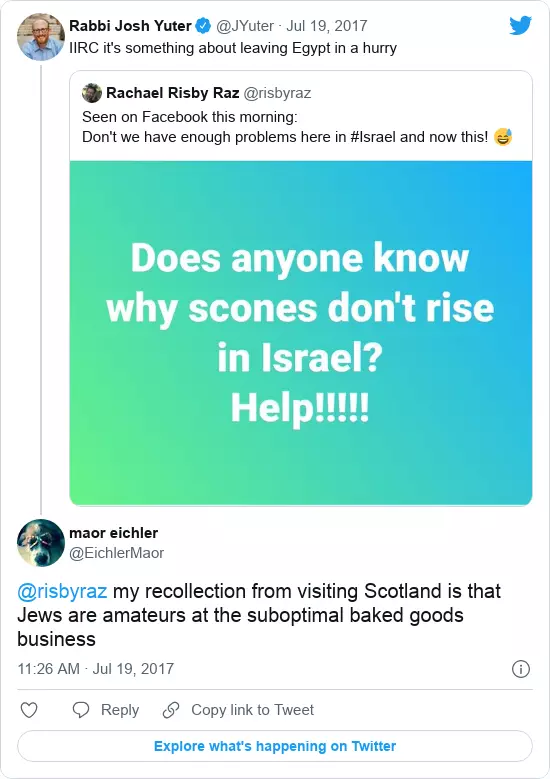 Rabbi Josh Yuter @JYuter · Jul 19, 2017
IIRC it's something about leaving Egypt in a hurry
Rachael Risby Raz @risbyraz
Seen on Facebook this morning:
Don't we have enough problems here in #Israel and now this! 😅
Does anyone know
why scones don't rise
in Israel?
Help!!!!!
maor eichler
@EichlerMaor
@risbyraz my recollection from visiting Scotland is that
Jews are amateurs at the suboptimal baked goods
business
11:26 AM · Jul 19, 2017
Reply
Copy link to Tweet
Explore what's happening on Twitter